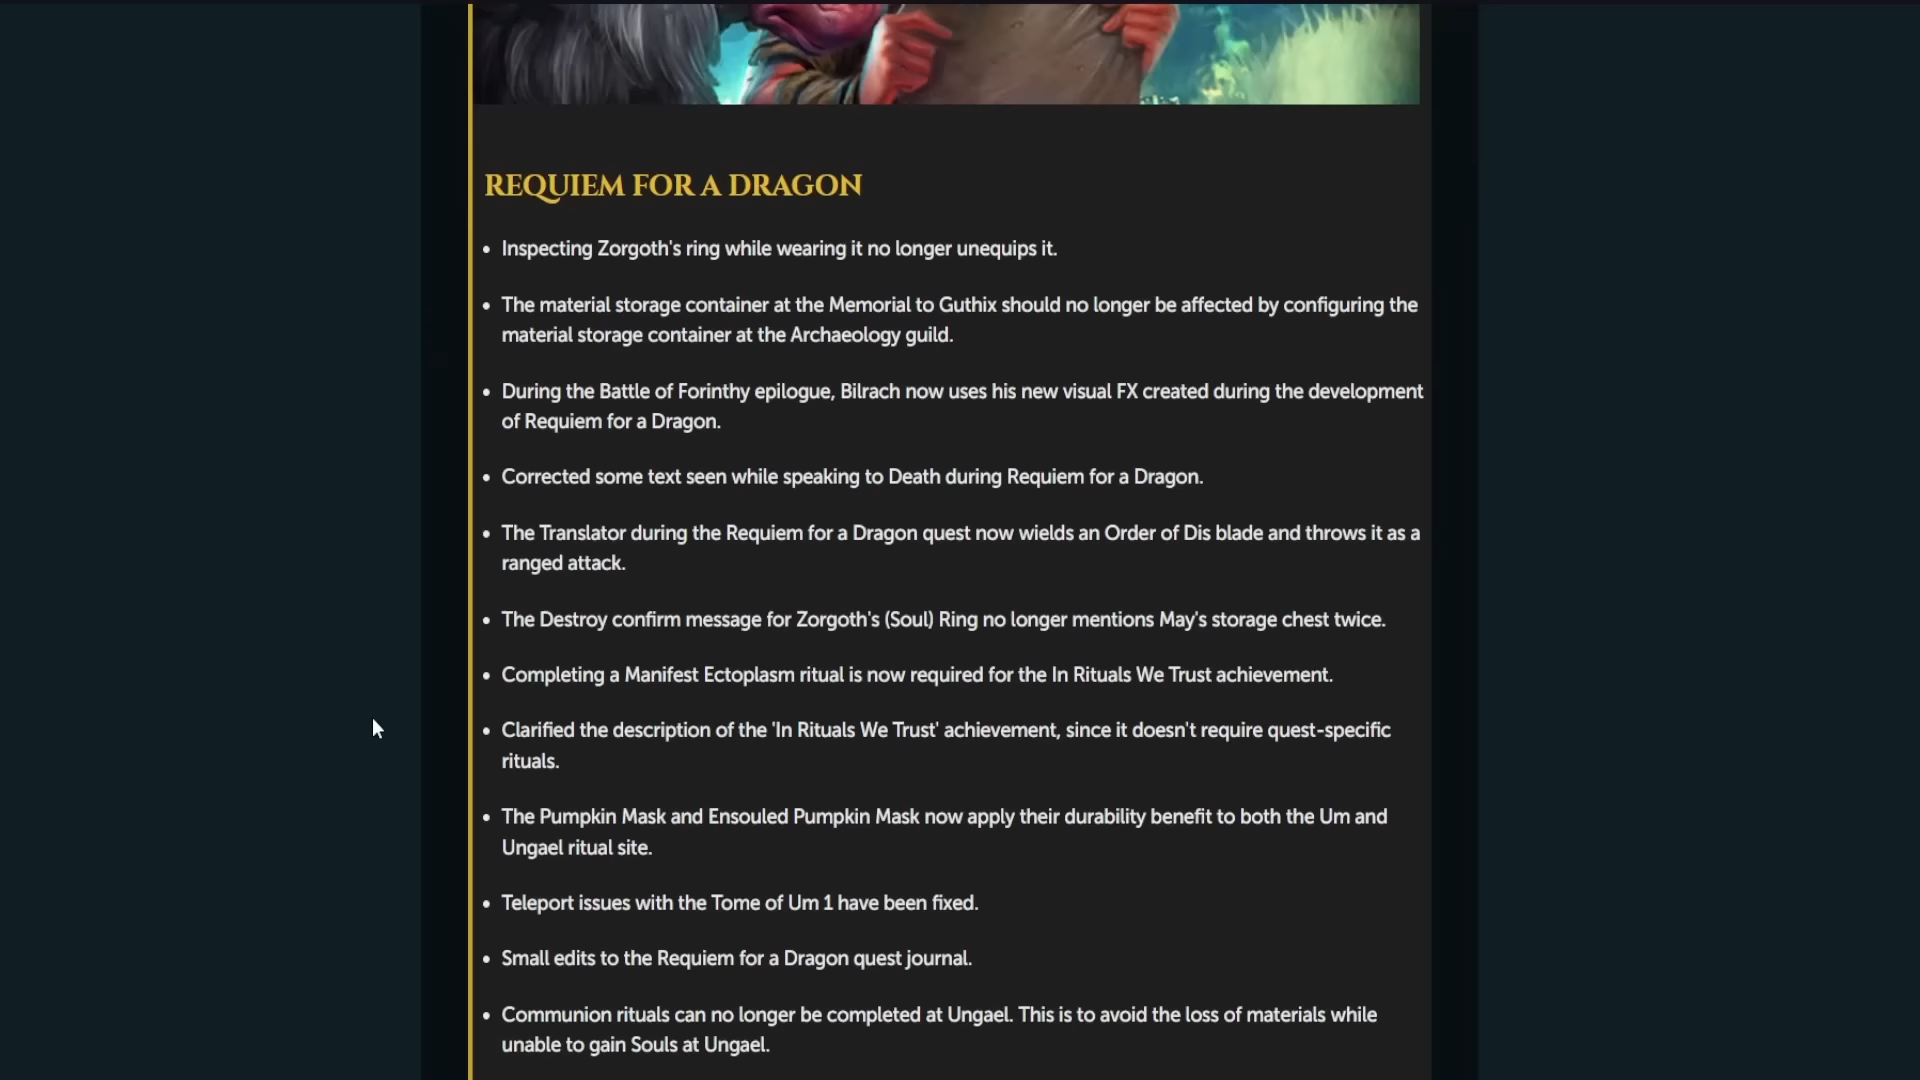 REQUIEM FOR A DRAGON
• Inspecting Zorgoth's ring while wearing it no longer unequips it.
• The material storage container at the Memorial to Guthix should no longer be affected by configuring the
material storage container at the Archaeology guild.
• During the Battle of Forinthy epilogue, Bilrach now uses his new visual FX created during the development
of Requiem for a Dragon.
• Corrected some text seen while speaking to Death during Requiem for a Dragon.
• The Translator during the Requiem for a Dragon quest now wields an Order of Dis blade and throws it as a
ranged attack.
• The Destroy confirm message for Zorgoth's (Soul) Ring no longer mentions May's storage chest twice.
• Completing a Manifest Ectoplasm ritual is now required for the In Rituals We Trust achievement.
• Clarified the description of the 'In Rituals We Trust' achievement, since it doesn't require quest-specific
rituals.
• The Pumpkin Mask and Ensouled Pumpkin Mask now apply their durability benefit to both the Um and
Ungael ritual site.
• Teleport issues with the Tome of Um 1 have been fixed.
• Small edits to the Requiem for a Dragon quest journal.
• Communion rituals can no longer be completed at Ungael. This is to avoid the loss of materials while
unable to gain Souls at Ungael.